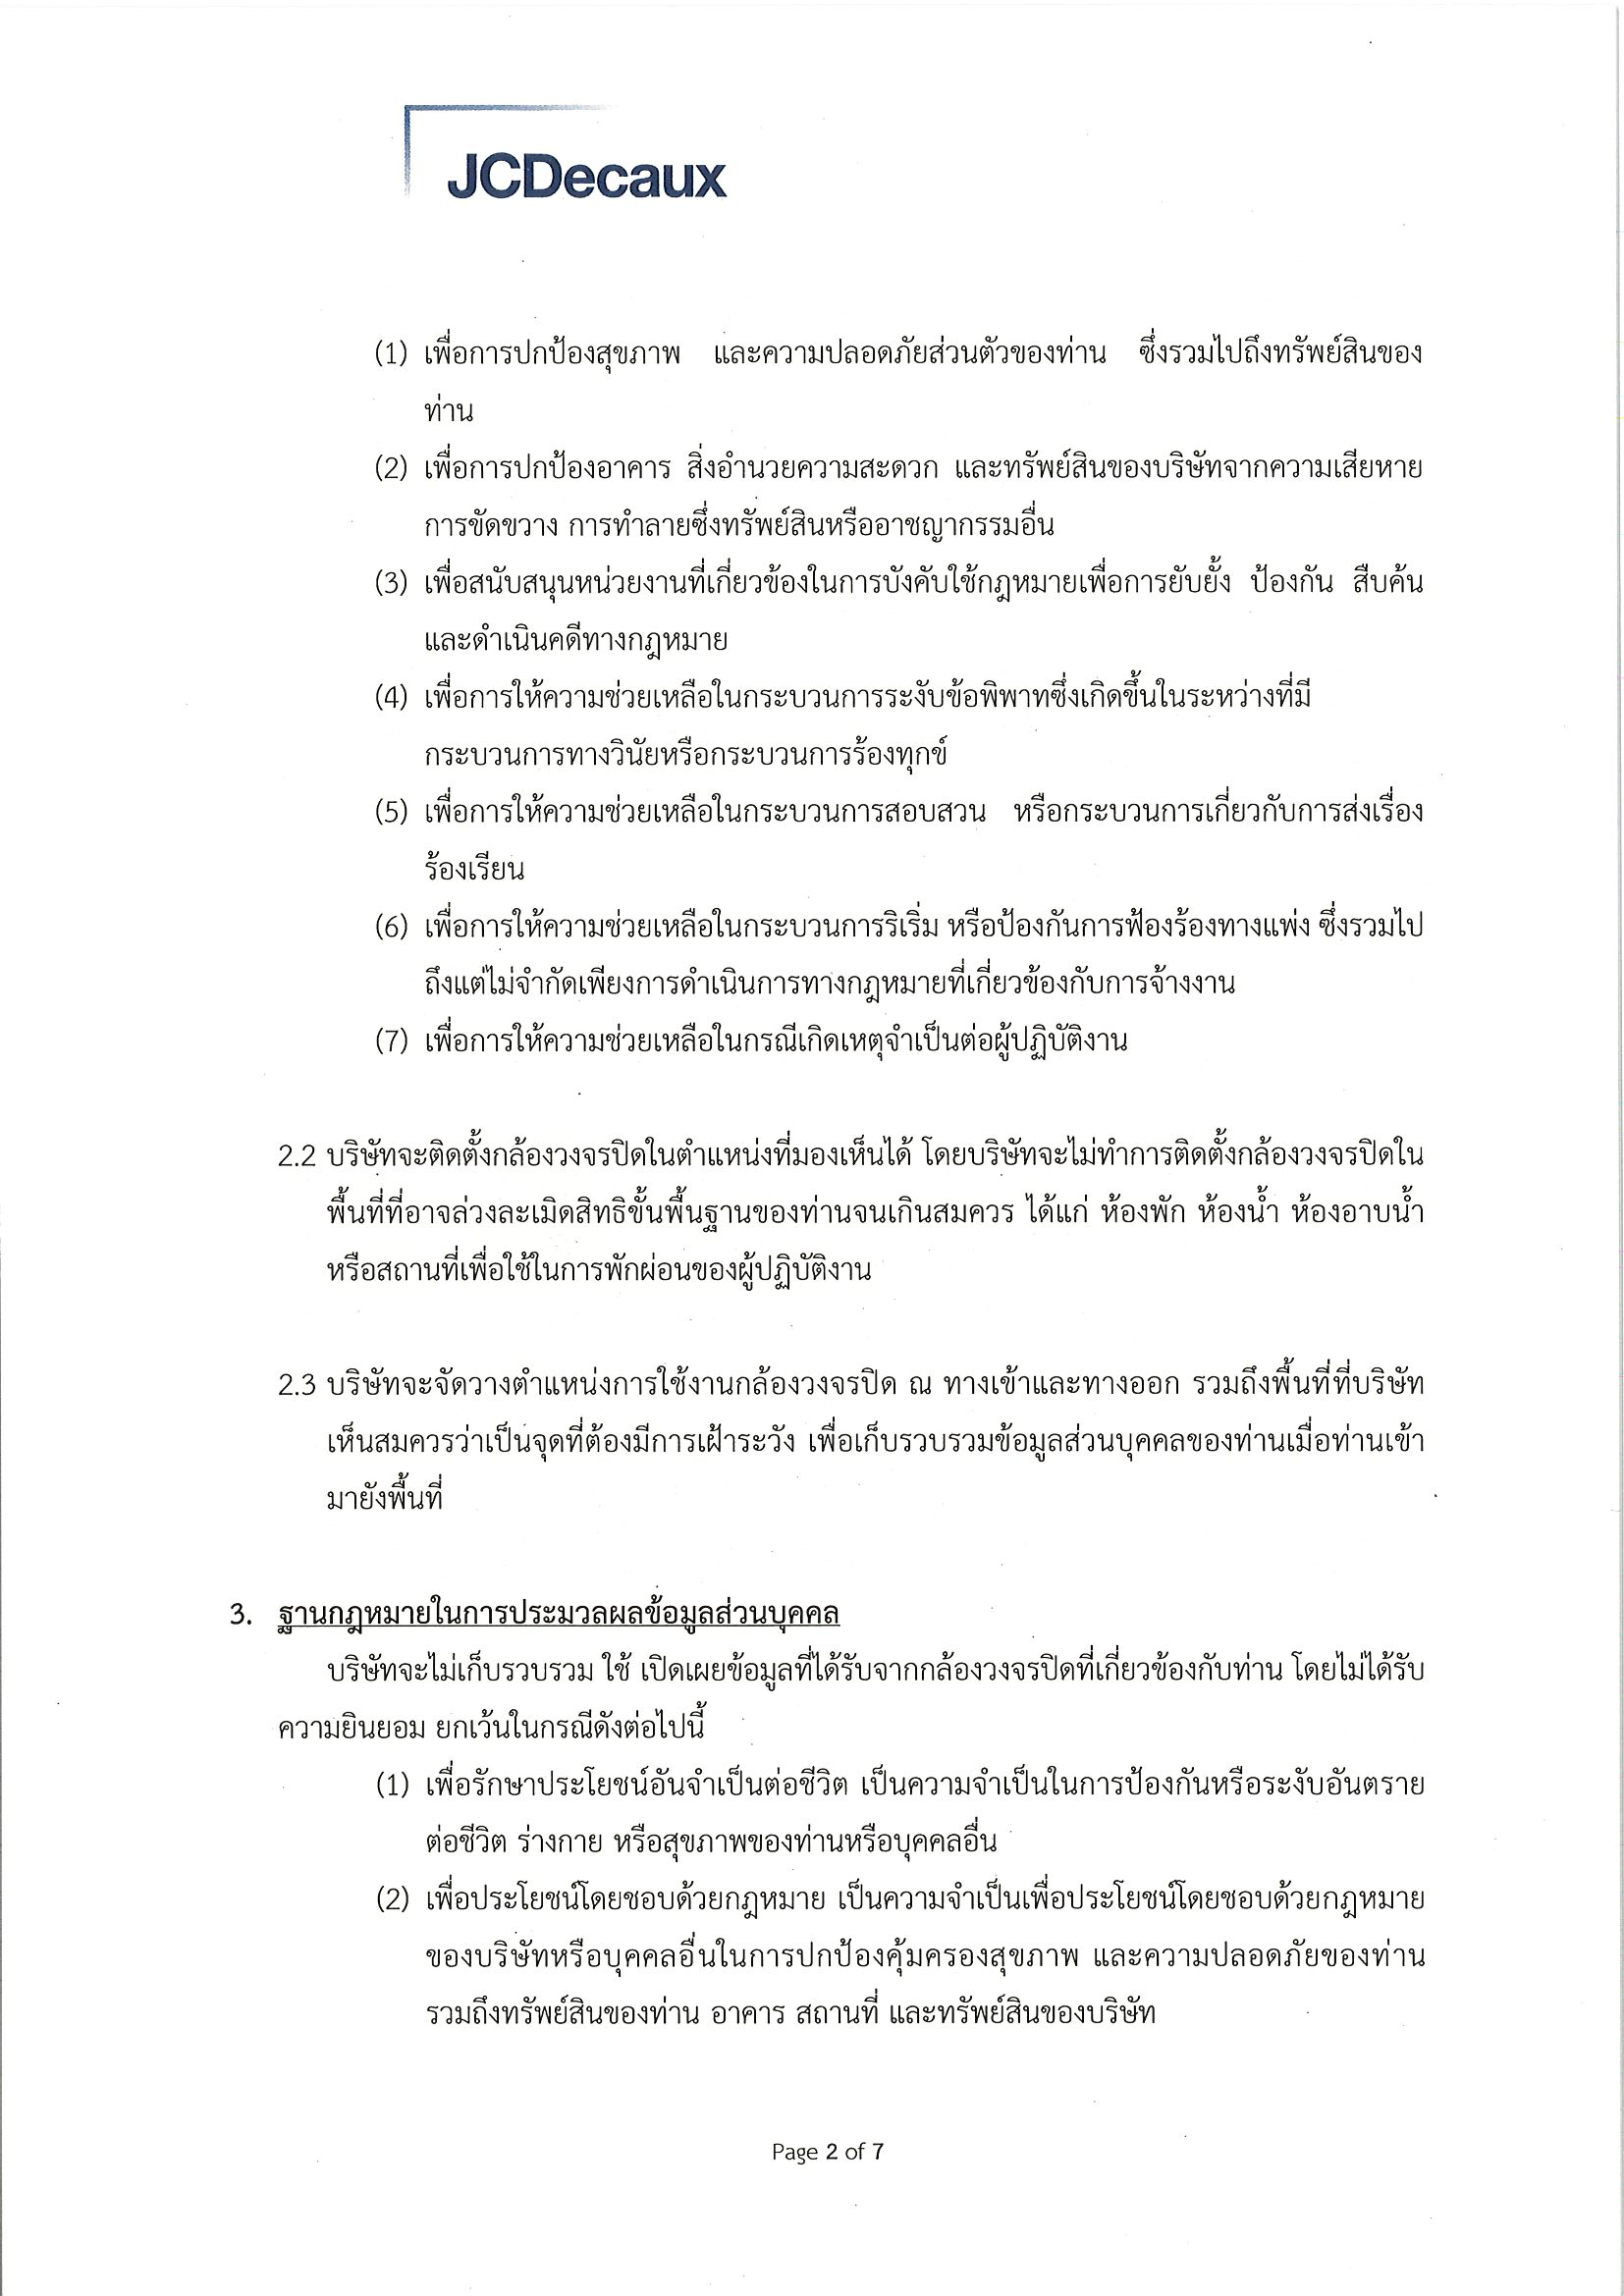 JCDecaux
(1) เพื่อการปกป้องสุขภาพ และความปลอดภัยส่วนตัวของท่าน ซึ่งรวมไปถึงทรัพย์สินของ
ท่าน
(2) เพื่อการปกป้องอาคาร สิ่งอำนวยความสะดวก และทรัพย์สินของบริษัทจากความเสียหาย
การขัดขวาง การทำลายซึ่งทรัพย์สินหรืออาชญากรรมอื่น
(3) เพื่อสนับสนุนหน่วยงานที่เกี่ยวข้องในการบังคับใช้กฎหมายเพื่อการยับยั้ง ป้องกัน สืบค้น
และดำเนินคดีทางกฎหมาย
(4) เพื่อการให้ความช่วยเหลือในกระบวนการระงับข้อพิพาทซึ่งเกิดขึ้นในระหว่างที่มี
กระบวนการทางวินัยหรือกระบวนการร้องทุกข์
(5) เพื่อการให้ความช่วยเหลือในกระบวนการสอบสวน หรือกระบวนการเกี่ยวกับการส่งเรื่อง
ร้องเรียน
(6) เพื่อการให้ความช่วยเหลือในกระบวนการริเริ่ม หรือป้องกันการฟ้องร้องทางแพ่ง ซึ่งรวมไป
ถึงแต่ไม่จำกัดเพียงการดำเนินการทางกฎหมายที่เกี่ยวข้องกับการจ้างงาน
(7) เพื่อการให้ความช่วยเหลือในกรณีเกิดเหตุจำเป็นต่อผู้ปฏิบัติงาน
2.2 บริษัทจะติดตั้งกล้องวงจรปิดในตำแหน่งที่มองเห็นได้ โดยบริษัทจะไม่ทำการติดตั้งกล้องวงจรปิดใน
พื้นที่ที่อาจล่วงละเมิดสิทธิขั้นพื้นฐานของท่านจนเกินสมควร ได้แก่ ห้องพัก ห้องน้ำ ห้องอาบน้ำ
หรือสถานที่เพื่อใช้ในการพักผ่อนของผู้ปฏิบัติงาน
2.3 บริษัทจะจัดวางตำแหน่งการใช้งานกล้องวงจรปิด ณ ทางเข้าและทางออก รวมถึงพื้นที่ที่บริษัท
เห็นสมควรว่าเป็นจุดที่ต้องมีการเฝ้าระวัง เพื่อเก็บรวบรวมข้อมูลส่วนบุคคลของท่านเมื่อท่านเข้า
มายังพื้นที่
3. ฐานกฎหมายในการประมวลผลข้อมูลส่วนบุคคล
บริษัทจะไม่เก็บรวบรวม ใช้ เปิดเผยข้อมูลที่ได้รับจากกล้องวงจรปิดที่เกี่ยวข้องกับท่าน โดยไม่ได้รับ
ความยินยอม ยกเว้นในกรณีดังต่อไปนี้
(1) เพื่อรักษาประโยชน์อันจำเป็นต่อชีวิต เป็นความจำเป็นในการป้องกันหรือระงับอันตราย
ต่อชีวิต ร่างกาย หรือสุขภาพของท่านหรือบุคคลอื่น
(2) เพื่อประโยชน์โดยชอบด้วยกฎหมาย เป็นความจำเป็นเพื่อประโยชน์โดยชอบด้วยกฎหมาย
ของบริษัทหรือบุคคลอื่นในการปกป้องคุ้มครองสุขภาพ และความปลอดภัยของท่าน
รวมถึงทรัพย์สินของท่าน อาคาร สถานที่ และทรัพย์สินของบริษัท
Page 2 of 7